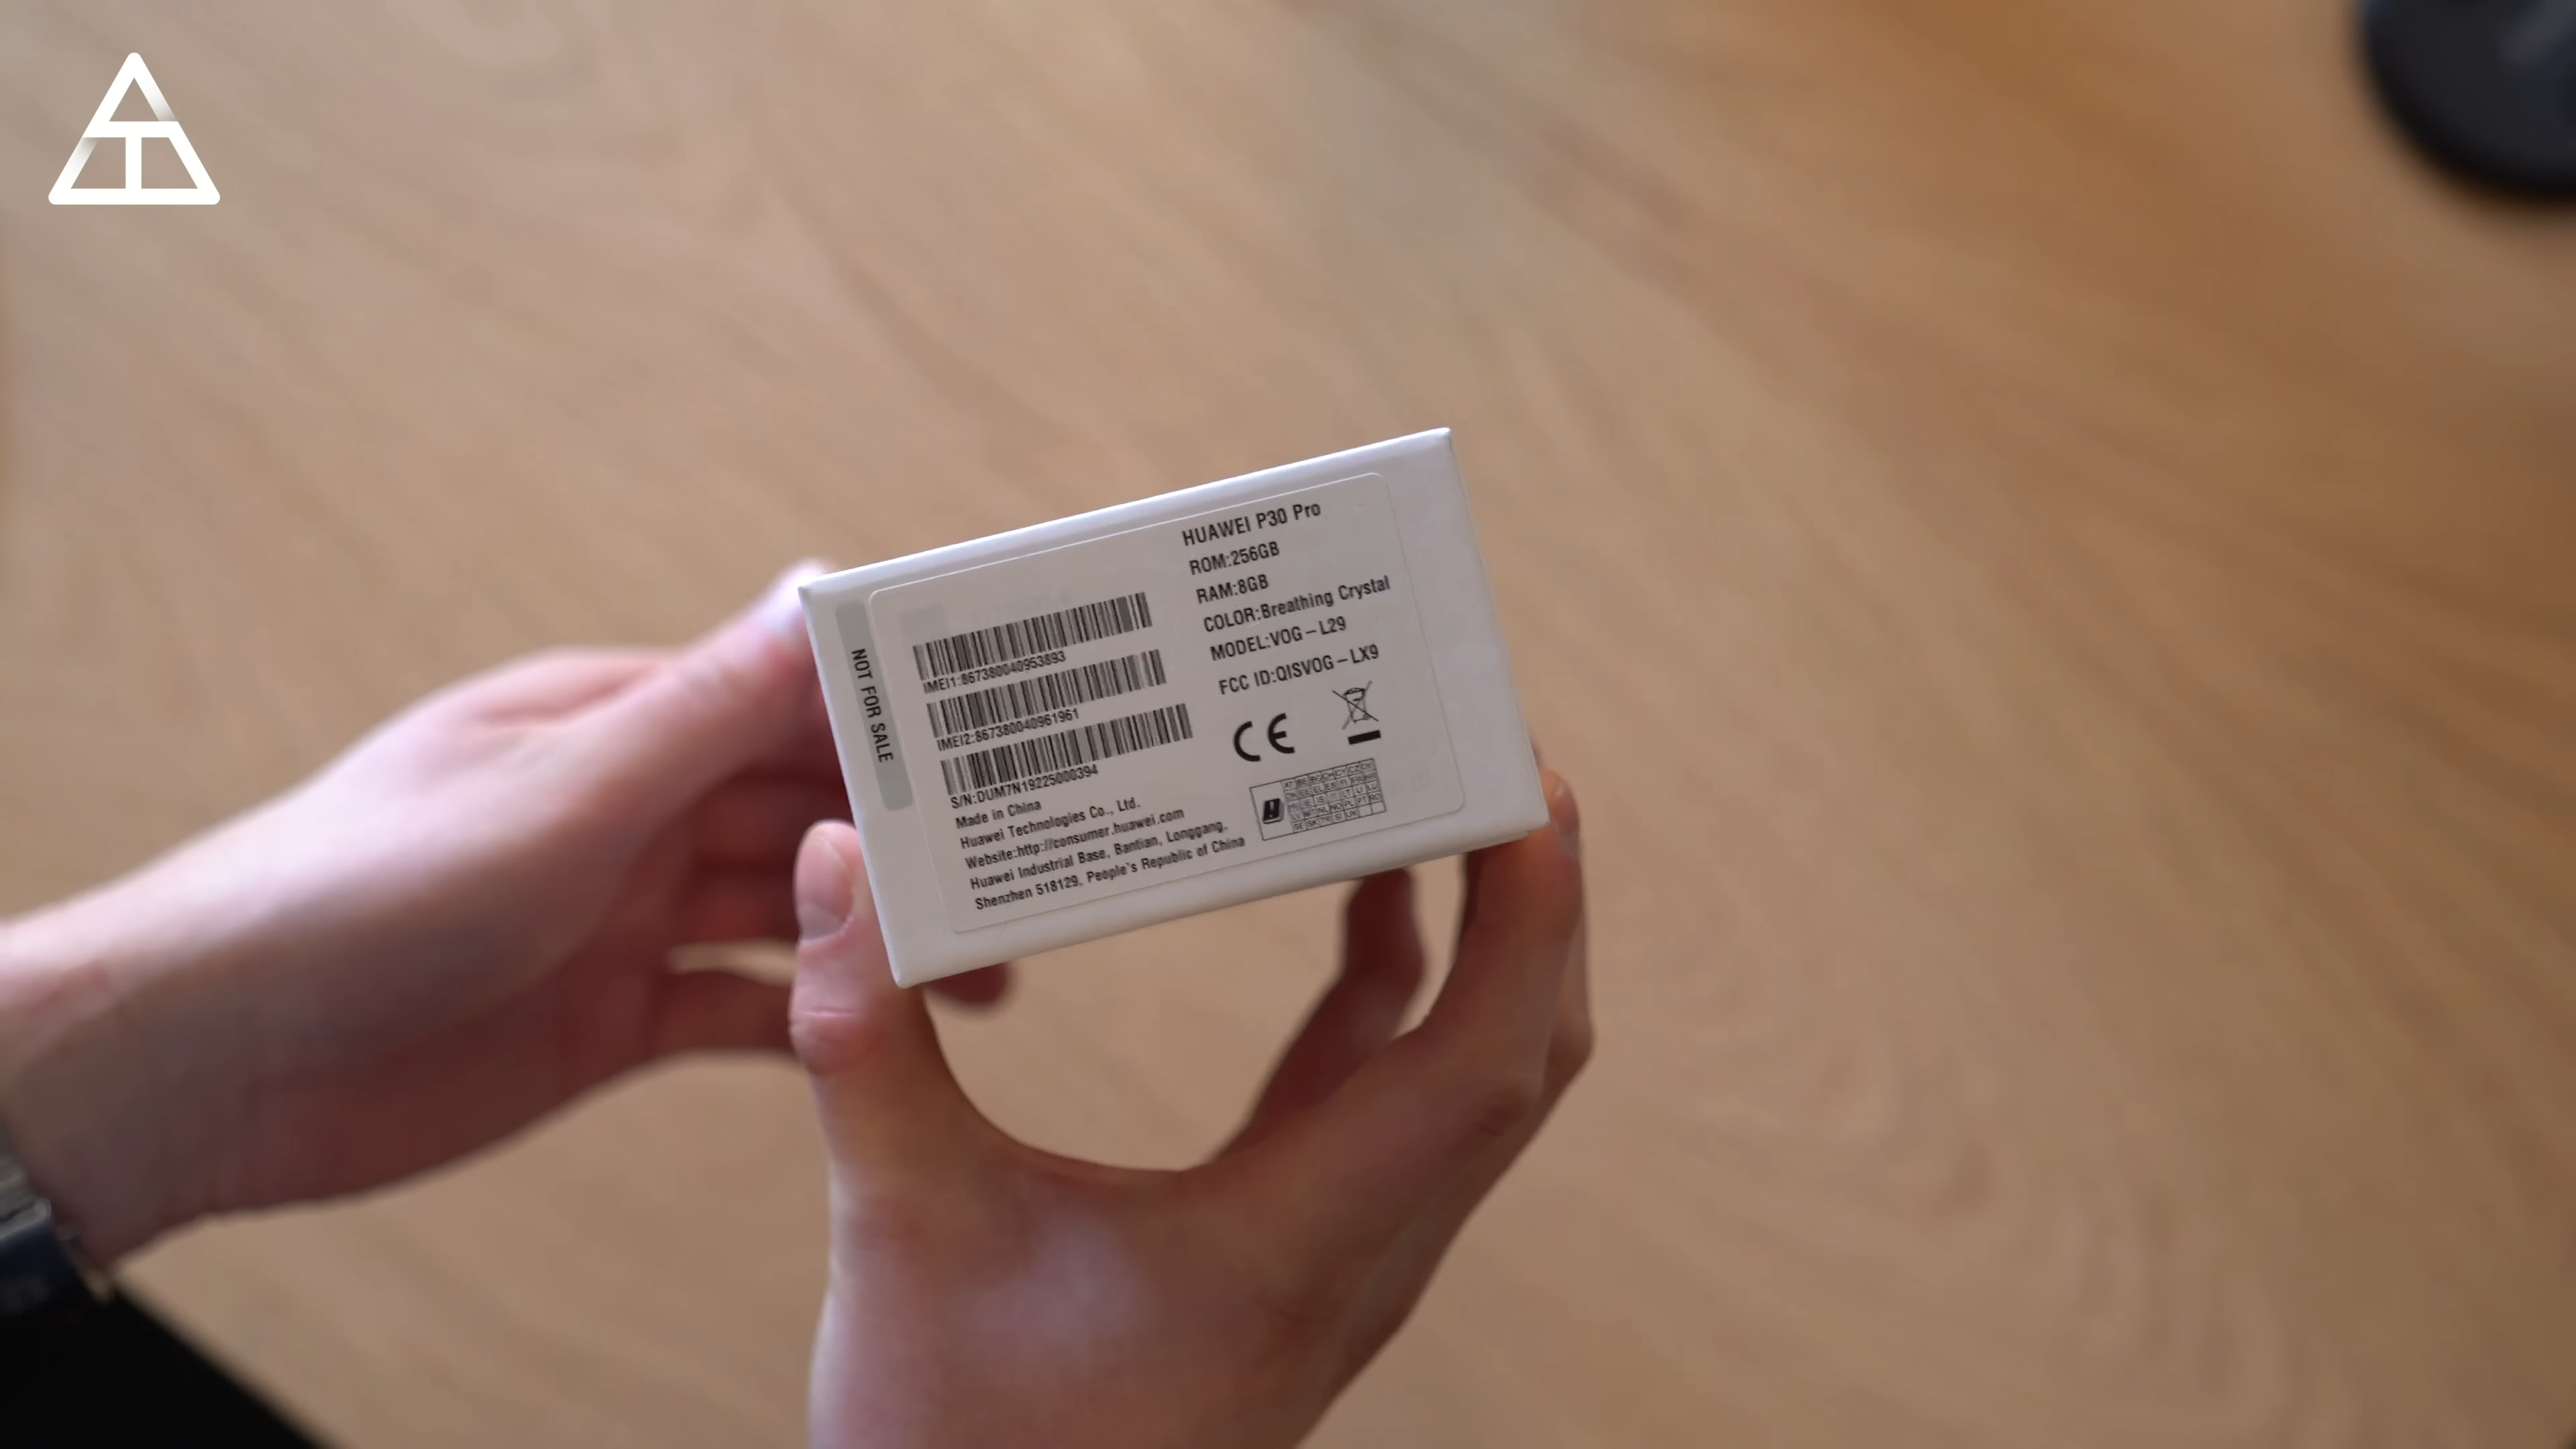 NOT FOR SALE
IMEI1:867380040953893
IMEI2:867380040961961
S/N:DUM7N19225000394
Made in China
Huawei Technologies Co., Ltd.
Website:http://consumer.huawei.com
Huawei Industrial Base, Bantian, Longgang,
Shenzhen 518129, People's Republic of China
HUAWEI P30 Pro
ROM:256GB
RAM:8GB
COLOR:Breathing Crystal
MODEL:VOG-L29
FCC ID:QISVOG-LX9
CE